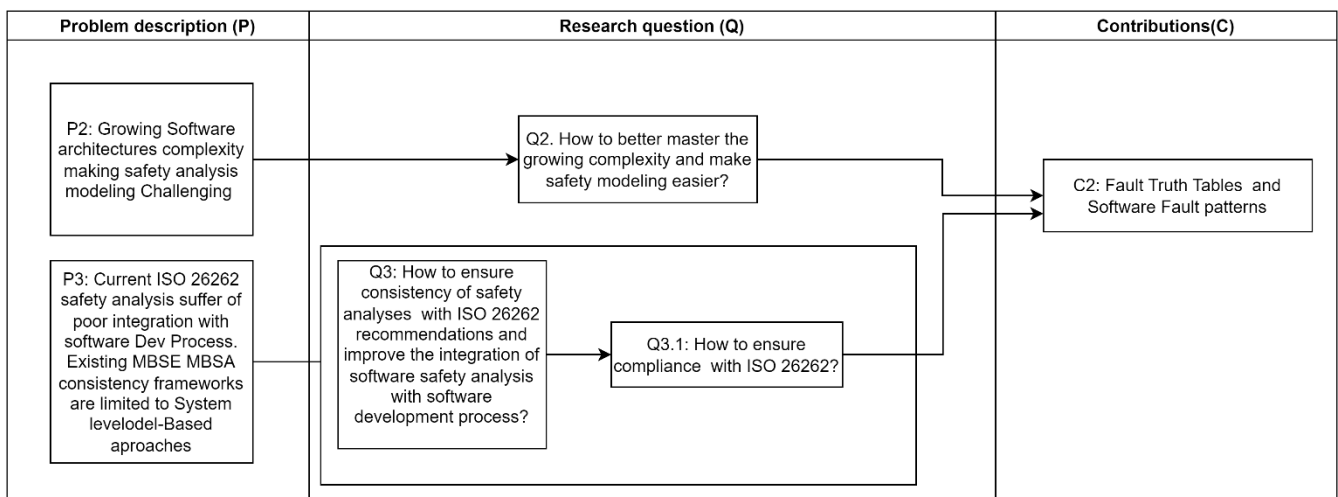 Problem description (P)
Research question (Q)
Contributions(C)
P2: Growing Software
architectures complexity
making safety analysis
modeling Challenging
Q2. How to better master the
growing complexity and make
safety modeling easier?
C2: Fault Truth Tables and
Software Fault patterns
P3: Current ISO 26262
safety analysis suffer of
poor integration with
software Dev Process.
Existing MBSE MBSA
consistency frameworks
are limited to System
levelodel-Based
aproaches
Q3: How to ensure
consistency of safety
analyses with ISO 26262
recommendations and
improve the integration of
software safety analysis
with software
development process?
Q3.1: How to ensure
compliance with ISO 26262?